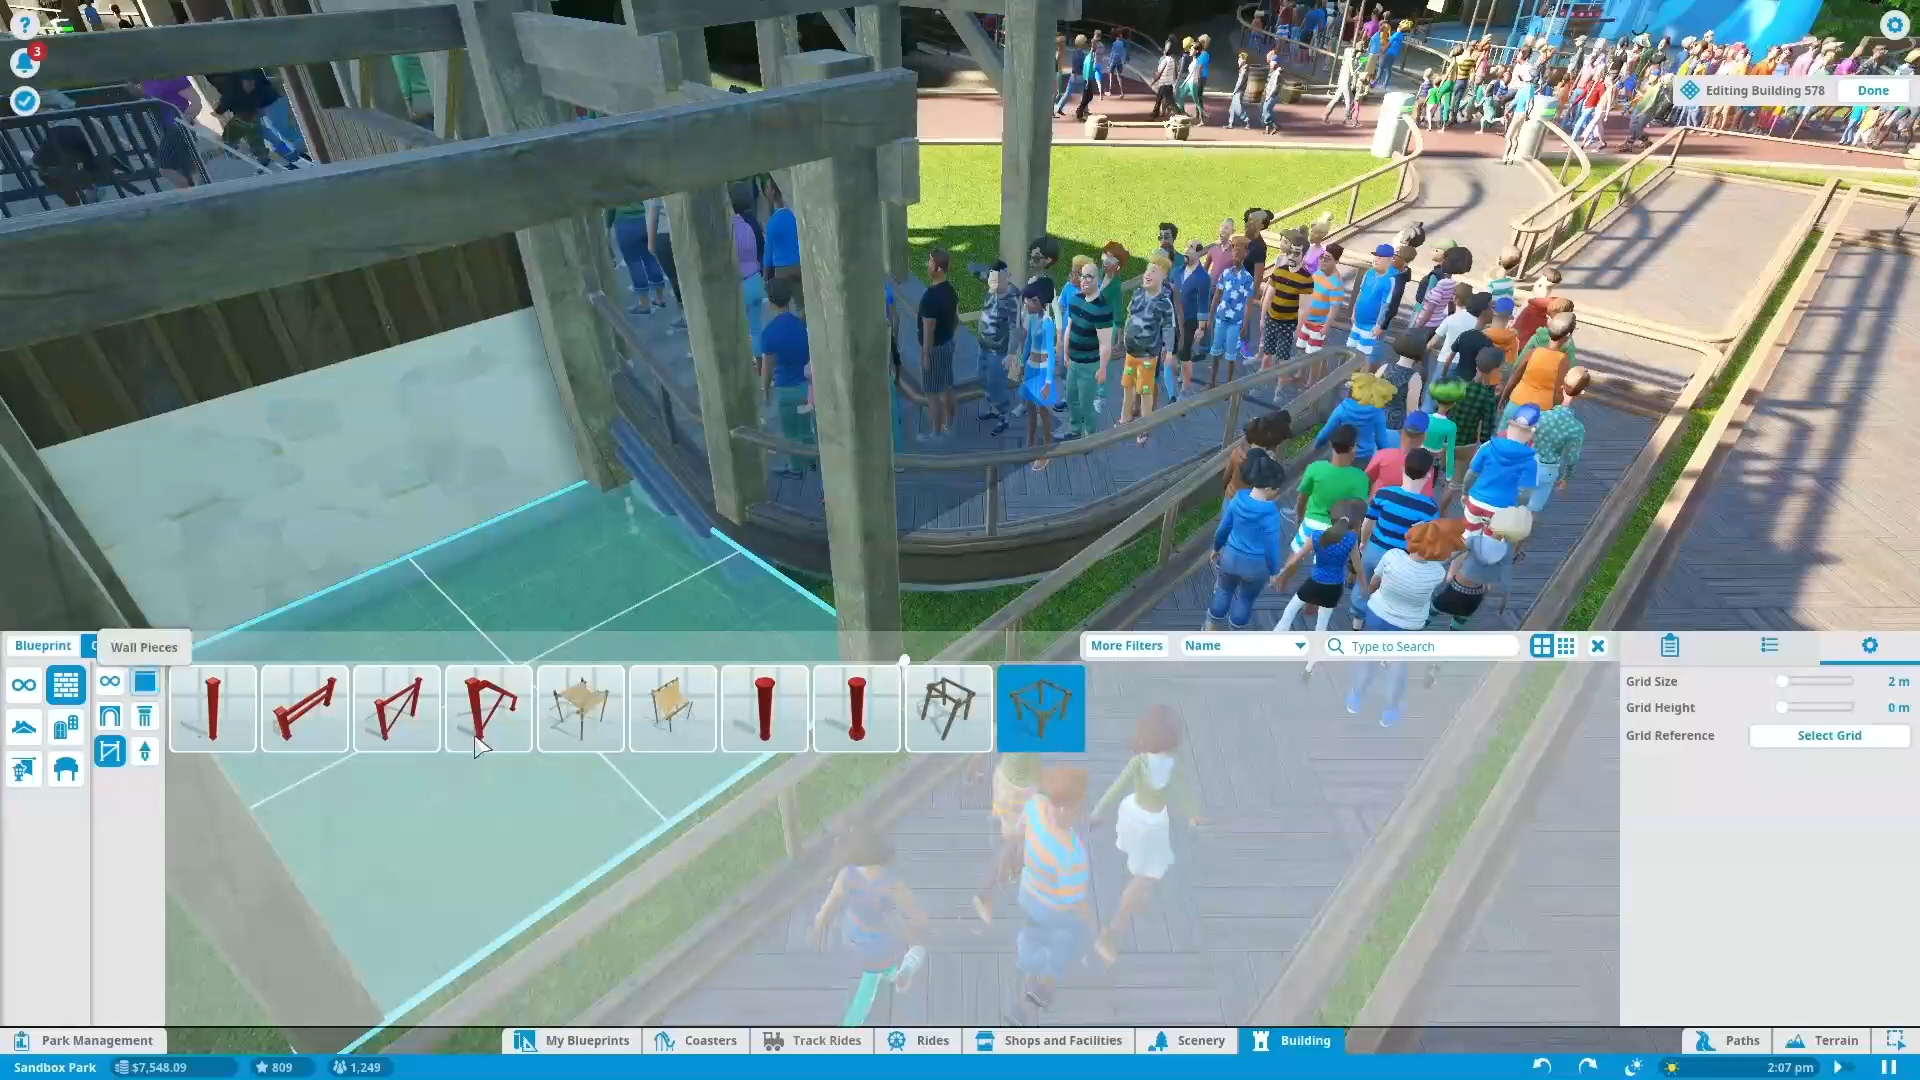 ?
3
Editing Building 578
Done
Blueprint
Wall Pieces
More Filters
Name
Type to Search
Grid Size
2 m
Grid Height
0 m
Grid Reference
Select Grid
Park Management
My Blueprints
Coasters
Track Rides
Rides
Shops and Facilities
Scenery
Building
Paths
Terrain
Sandbox Park
$7,548.09
809
1,249
2:07 pm